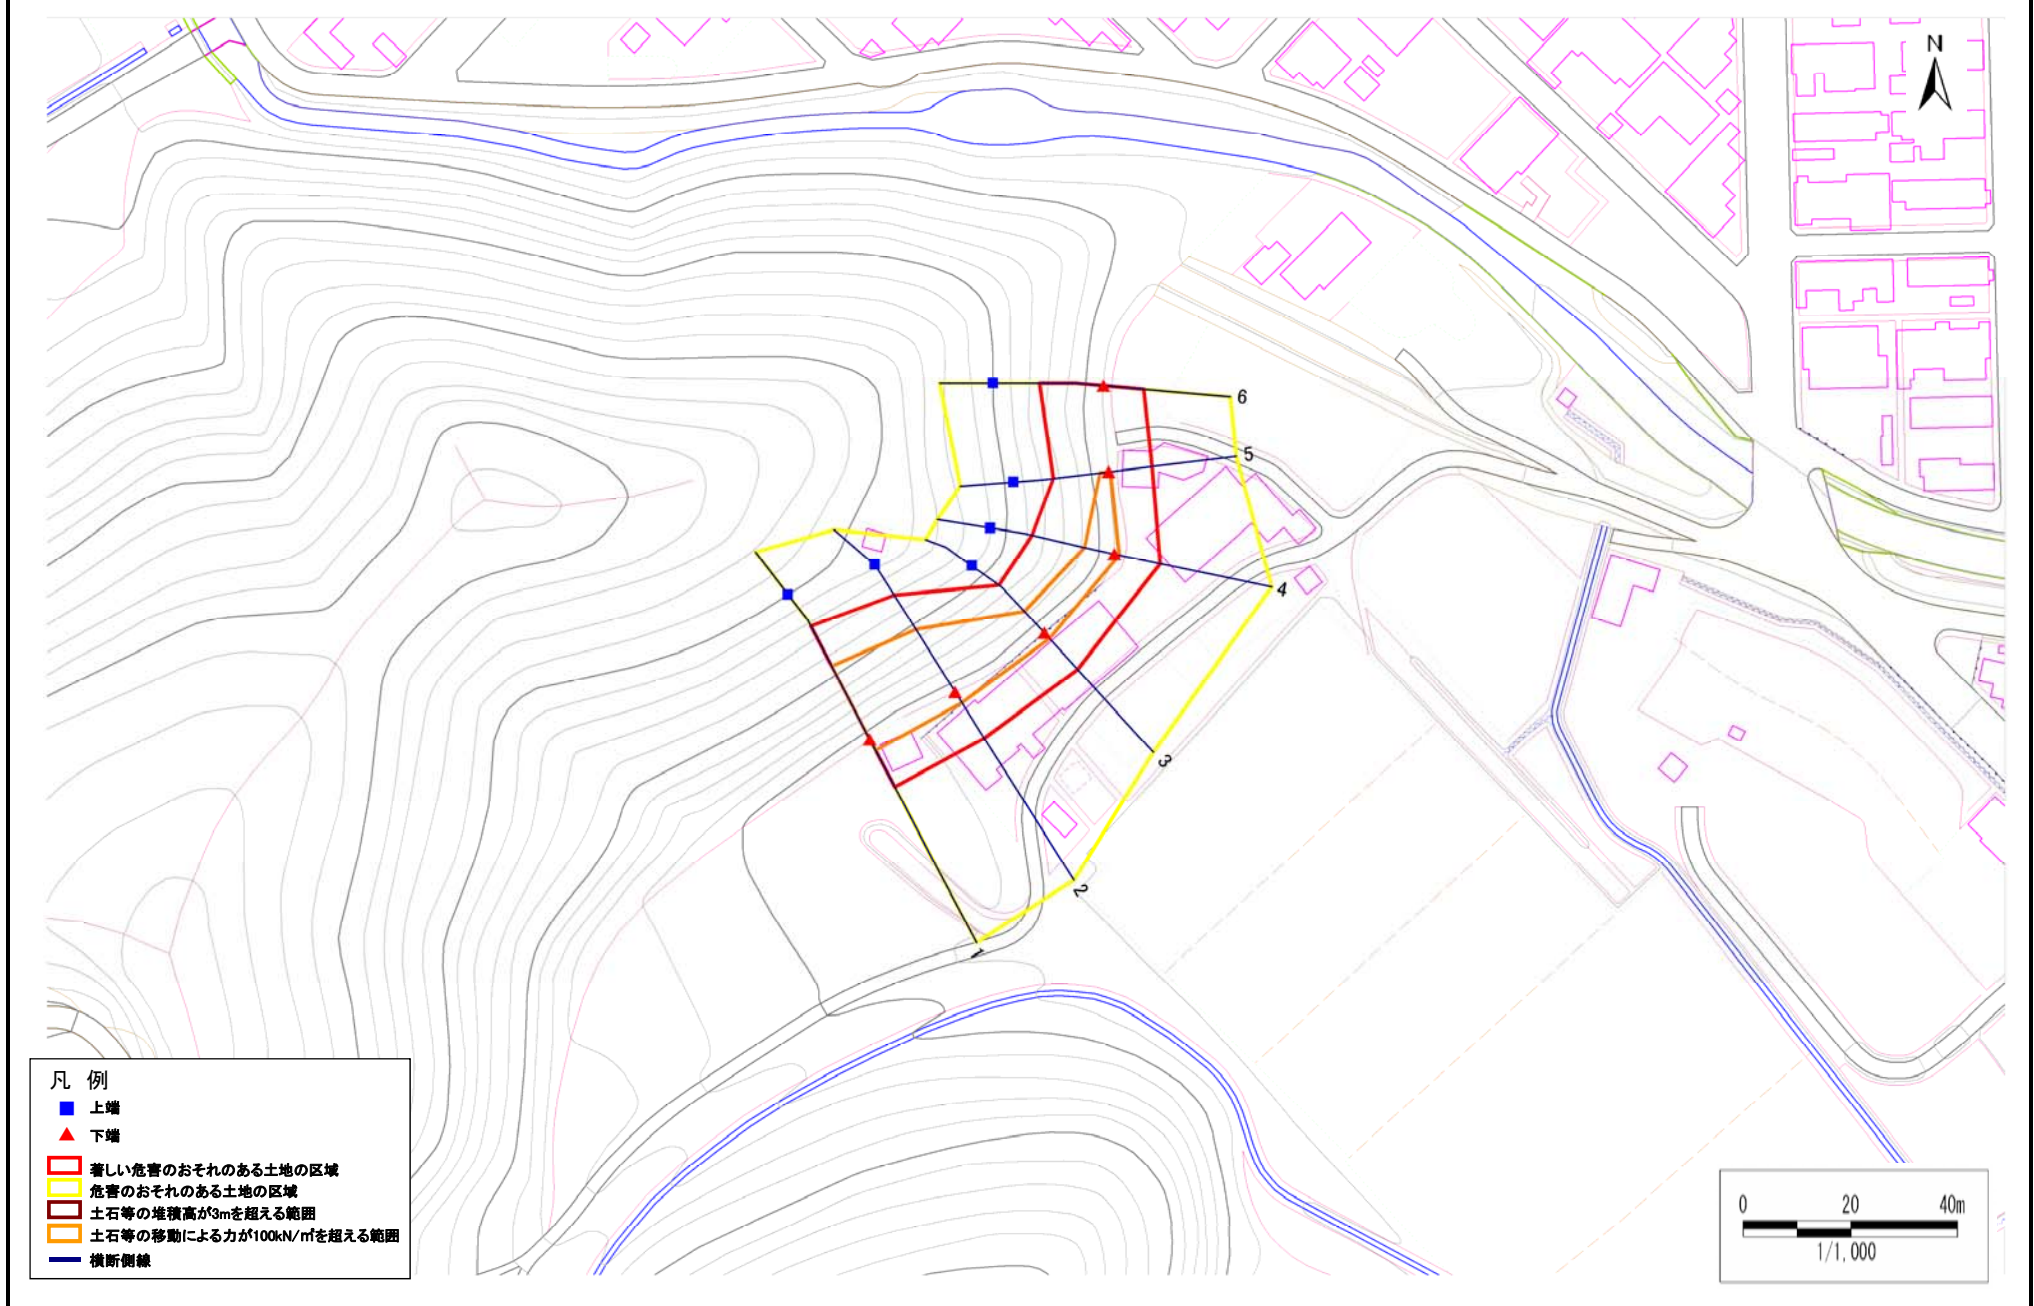 N
6
5
4
3
2
1
凡 例
上端
下端
著しい危害のおそれのある土地の区域
危害のおそれのある土地の区域
土石等の堆積高が3mを超える範囲
土石等の移動による力が100kN/㎡を超える範囲
横断側線
0 20 40m
1/1,000